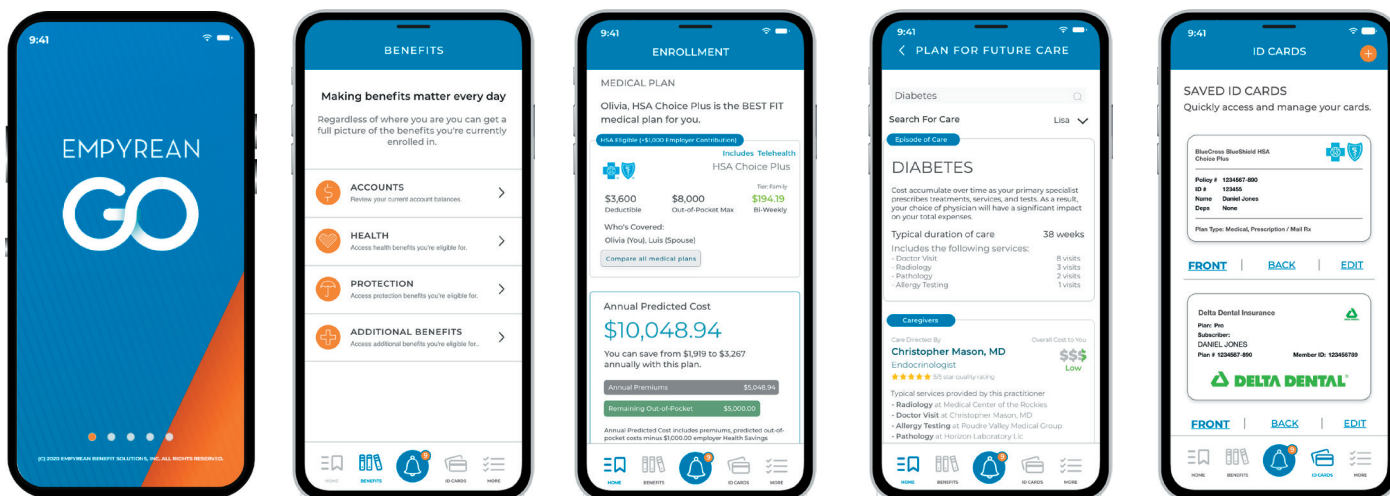 9:41
EMPYREAN
GO
(C) 2020 EMPYREAN BENEFIT SOLUTIONS, INC. ALL RIGHTS RESERVED.
BENEFITS
Making benefits matter every day
Regardless of where you are you can get a
full picture of the benefits you're currently
enrolled in.
ACCOUNTS
Review your current account balances.
HEALTH
Access health benefits you're eligible for.
PROTECTION
Access protection benefits you're eligible for.
ADDITIONAL BENEFITS
Access additional benefits you're eligible for..
9
HOME
BENEFITS
ID CARDS
MORE
9:41
ENROLLMENT
MEDICAL PLAN
Olivia, HSA Choice Plus is the BEST FIT
medical plan for you.
HSA Eligible (+$1,000 Employer Contribution)
Includes Telehealth
HSA Choice Plus
Tier: Family
$3,600 $8,000 $194.19
Deductible Out-of-Pocket Max Bi-Weekly
Who's Covered:
Olivia (You), Luis (Spouse)
Compare all medical plans
Annual Predicted Cost
$10,048.94
You can save from $1,919 to $3,267
annually with this plan.
Annual Premiums $5,048.94
Remaining Out-of-Pocket $5,000.00
Annual Predicted Cost includes premiums, predicted out-of-
pocket costs minus $1,000.00 employer Health Savings
9
HOME
BENEFITS
ID CARDS
MORE
9:41
PLAN FOR FUTURE CARE
Diabetes
Search For Care Lisa
Episode of Care
DIABETES
Cost accumulate over time as your primary specialist
prescribes treatments, services, and tests. As a result,
your choice of physician will have a significant impact
on your total expenses.
Typical duration of care 38 weeks
Includes the following services:
- Doctor Visit 8 visits
- Radiology 3 visits
- Pathology 2 visits
- Allergy Testing 1 visits
Caregivers
Care Directed By Overall Cost to You
Christopher Mason, MD $$$
Endocrinologist Low
5/5 star quality rating
Typical services provided by this practitioner
- Radiology at Medical Center of the Rockies
- Doctor Visit at Christopher Mason, MD
- Allergy Testing at Poudre Valley Medical Group
- Pathology at Horizon Laboratory Llc
9
HOME
BENEFITS
ID CARDS
MORE
9:41
ID CARDS
SAVED ID CARDS
Quickly access and manage your cards.
BlueCross BlueShield HSA
Choice Plus
Policy # 1234567-890
ID # 123455
Name Daniel Jones
Deps None
Plan Type: Medical, Prescription / Mail Rx
FRONT | BACK | EDIT
Delta Dental Insurance
Plan: Pro
Subscriber:
DANIEL JONES
Plan # 1234567-890 Member ID: 123456789
DELTA DENTAL
FRONT | BACK | EDIT
9
HOME
BENEFITS
ID CARDS
MORE